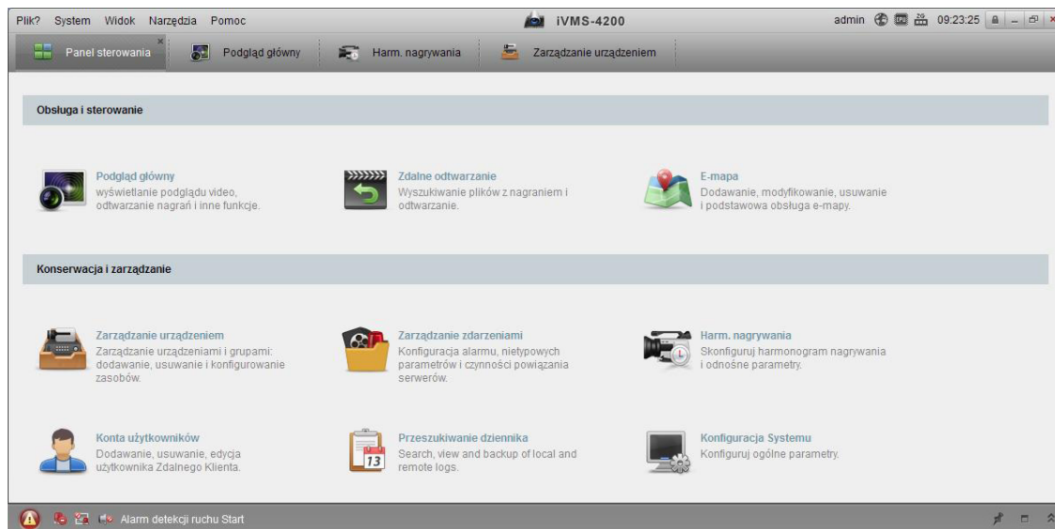 Plik? System Widok Narzędzia Pomoc iVMS-4200 admin 09:23:25
Panel sterowania Podgląd główny Harm. nagrywania Zarządzanie urządzeniem
Obsługa i sterowanie
Podgląd główny
wyświetlanie podglądu video,
odtwarzanie nagrań i inne funkcje.
Zdalne odtwarzanie
Wyszukiwanie plików z nagraniem i
odtwarzanie.
E-mapa
Dodawanie, modyfikowanie, usuwanie
i podstawowa obsługa e-mapy.
Konserwacja i zarządzanie
Zarządzanie urządzeniem
Zarządzanie urządzeniami i grupami:
dodawanie, usuwanie i konfigurowanie
zasobów.
Zarządzanie zdarzeniami
Konfiguracja alarmu, nietypowych
parametrów i czynności powiązania
serwerów.
Harm. nagrywania
Skonfiguruj harmonogram nagrywania
i odnośne parametry.
Konta użytkowników
Dodawanie, usuwanie, edycja
użytkownika Zdalnego Klienta.
13
Przeszukiwanie dziennika
Search, view and backup of local and
remote logs.
Konfiguracja Systemu
Konfiguruj ogólne parametry.
Alarm detekcji ruchu Start